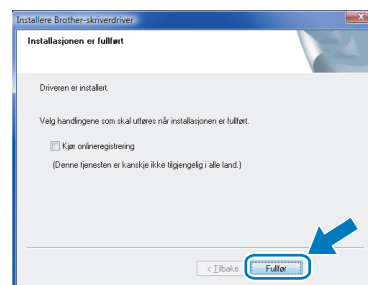 Installere Brother-skriverdriver
Installasjonen er fullført
Driveren er installert.
Velg handlingene som skal utføres når installasjonen er fullført.
Kjør onlineregistrering
(Denne tjenesten er kanskje ikke tilgjengelig i alle land.)
< Tilbake
Fullfør